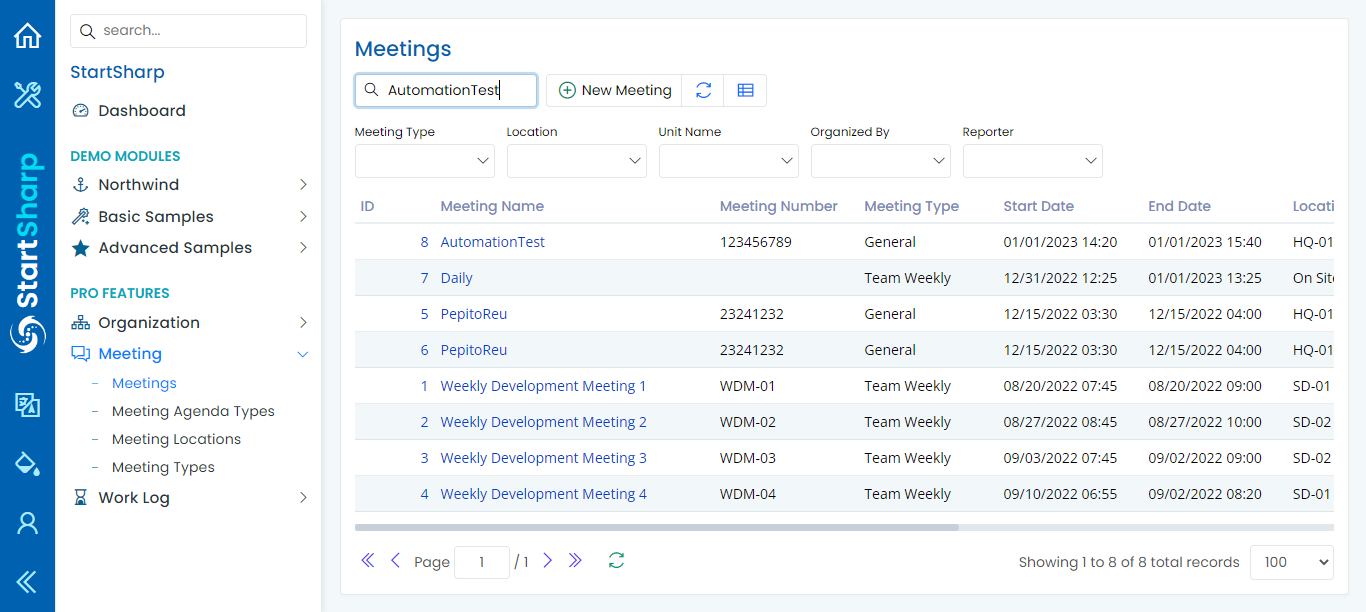 StartSharp
search...
StartSharp
Dashboard
DEMO MODULES
Northwind
Basic Samples
Advanced Samples
PRO FEATURES
Organization
Meeting
Meetings
Meeting Agenda Types
Meeting Locations
Meeting Types
Work Log
Meetings
AutomationTest New Meeting
Meeting Type Location Unit Name Organized By Reporter
ID Meeting Name Meeting Number Meeting Type Start Date End Date Locati
8 AutomationTest 123456789 General 01/01/2023 14:20 01/01/2023 15:40 HQ-01
7 Daily Team Weekly 12/31/2022 12:25 01/01/2023 13:25 On Site
5 PepitoReu 23241232 General 12/15/2022 03:30 12/15/2022 04:00 HQ-01
6 PepitoReu 23241232 General 12/15/2022 03:30 12/15/2022 04:00 HQ-01
1 Weekly Development Meeting 1 WDM-01 Team Weekly 08/20/2022 07:45 08/20/2022 09:00 SD-01
2 Weekly Development Meeting 2 WDM-02 Team Weekly 08/27/2022 08:45 08/27/2022 10:00 SD-02
3 Weekly Development Meeting 3 WDM-03 Team Weekly 09/03/2022 07:45 09/02/2022 09:00 SD-02
4 Weekly Development Meeting 4 WDM-04 Team Weekly 09/10/2022 06:55 09/02/2022 08:20 SD-01
Page 1 / 1 Showing 1 to 8 of 8 total records 100